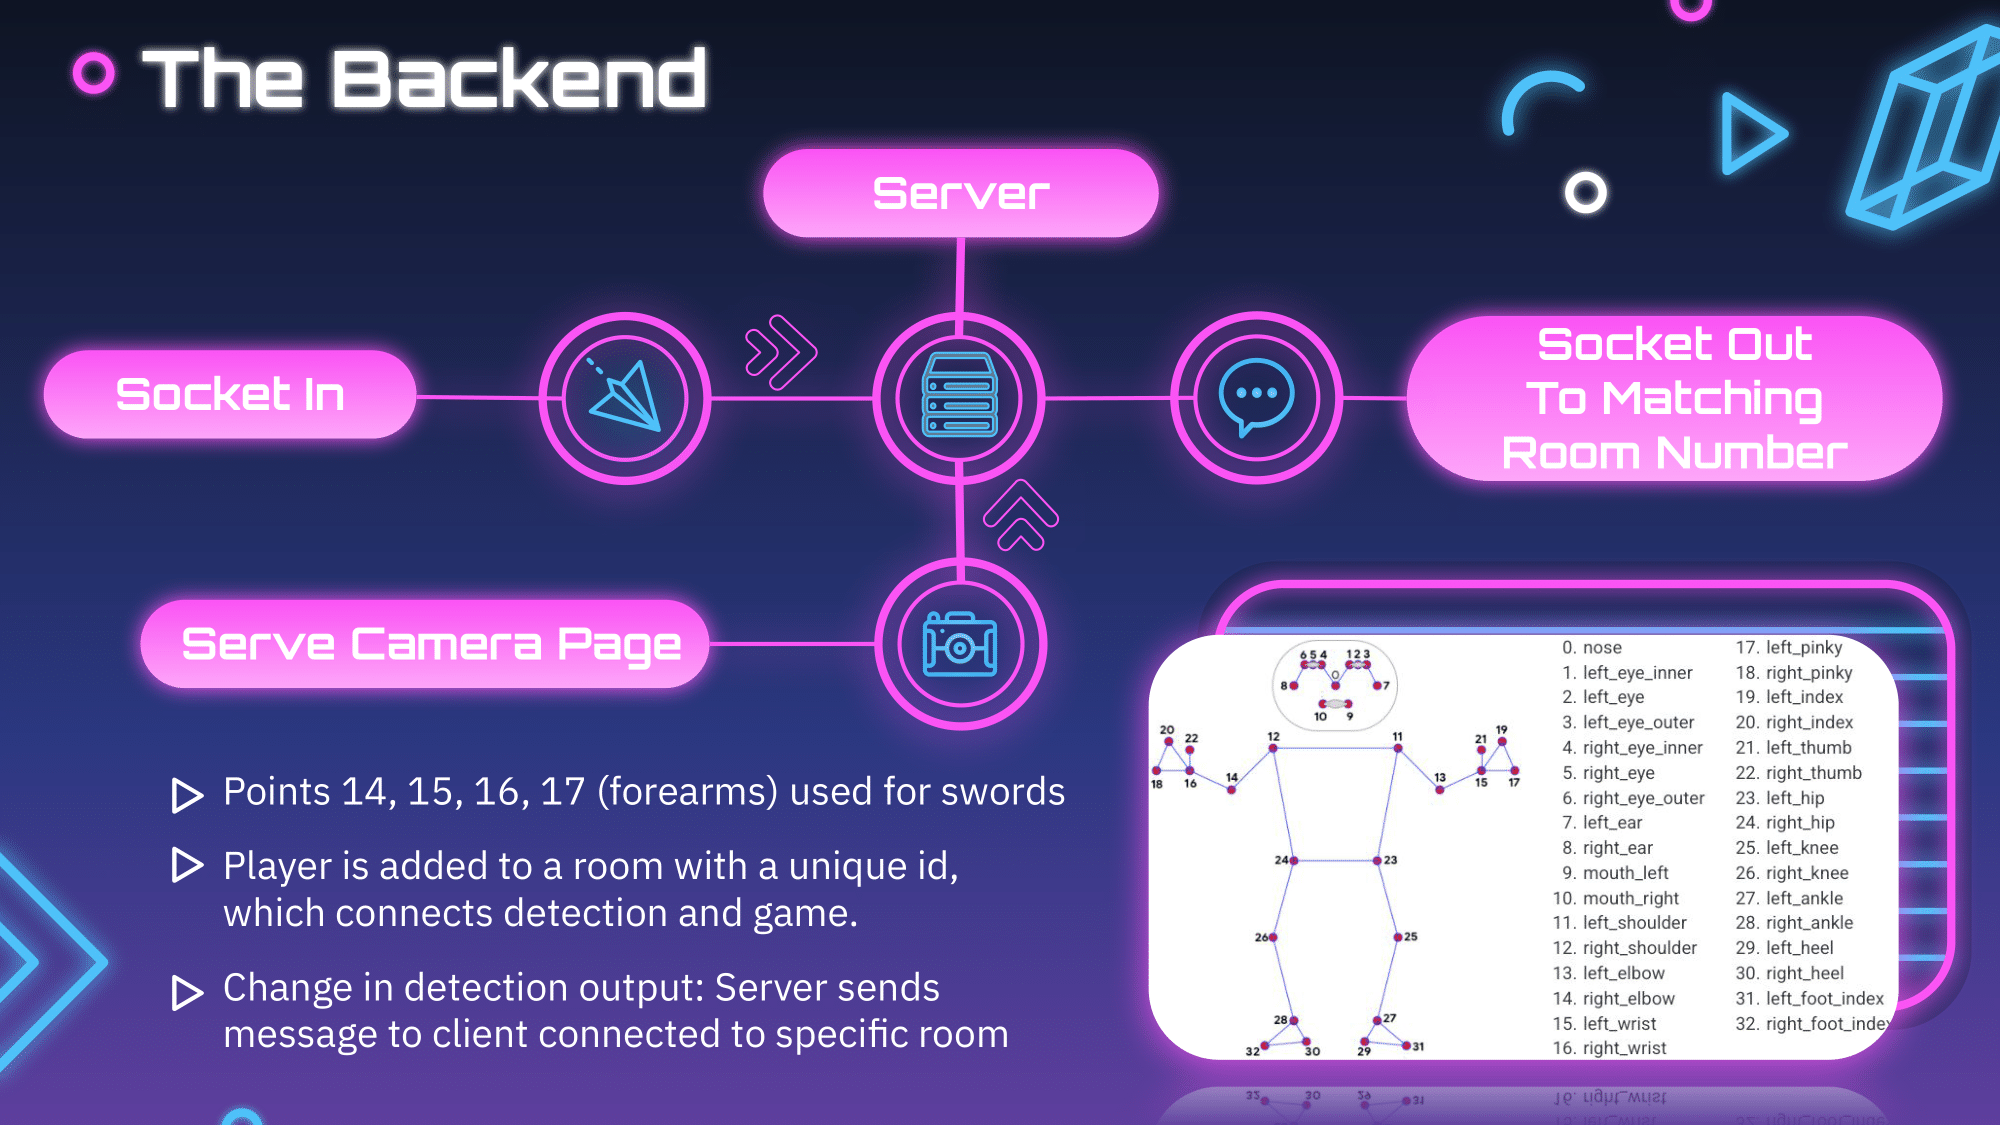 The Backend
Server
Socket In
Socket Out
To Matching
Room Number
Serve Camera Page
Points 14, 15, 16, 17 (forearms) used for swords
Player is added to a room with a unique id,
which connects detection and game.
Change in detection output: Server sends
message to client connected to specific room
6 5 4 1 2 3
0
8 7
10 9
20 22 12 11 21 19
18 16 14 13 15 17
24 23
26 25
28 27
32 30 29 31
0. nose
1. left_eye_inner
2. left_eye
3. left_eye_outer
4. right_eye_inner
5. right_eye
6. right_eye_outer
7. left_ear
8. right_ear
9. mouth_left
10. mouth_right
11. left_shoulder
12. right_shoulder
13. left_elbow
14. right_elbow
15. left_wrist
16. right_wrist
17. left_pinky
18. right_pinky
19. left_index
20. right_index
21. left_thumb
22. right_thumb
23. left_hip
24. right_hip
25. left_knee
26. right_knee
27. left_ankle
28. right_ankle
29. left_heel
30. right_heel
31. left_foot_index
32. right_foot_index